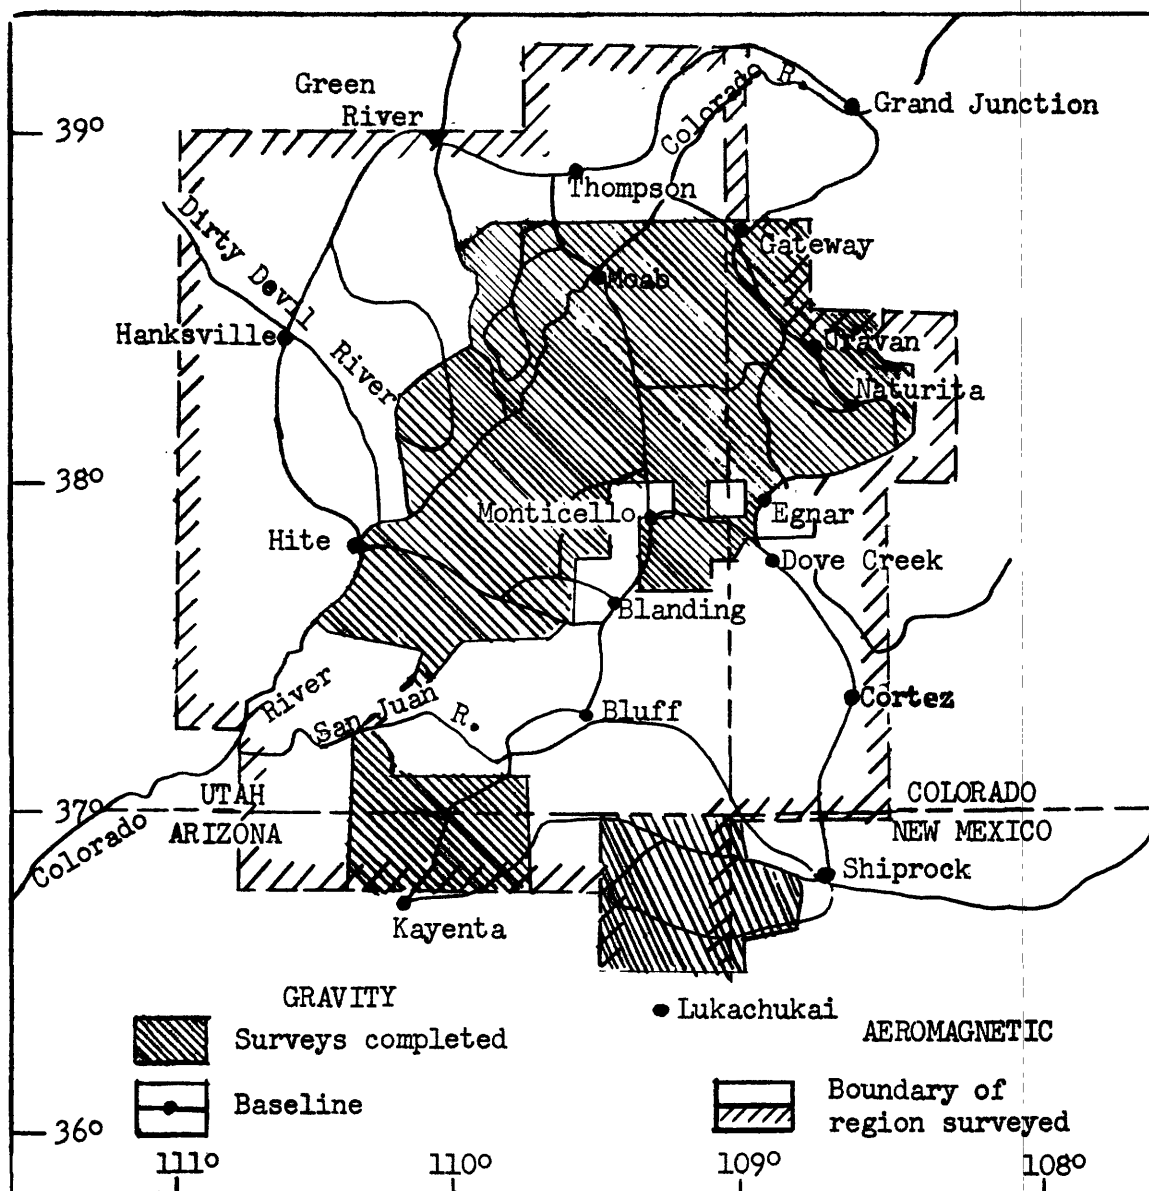 Green
River
Colorado R.
Grand Junction
39°
Thompson
Dirty Devil
River
Gateway
Moab
Hanksville
Uravan
Naturita
38°
Monticello
Egnar
Hite
Dove Creek
Blanding
River
San Juan
R.
Bluff
Cortez
37°
UTAH
COLORADO
ARIZONA
NEW MEXICO
Colorado
Shiprock
Kayenta
GRAVITY
Lukachukai
Surveys completed
AEROMAGNETIC
Baseline
Boundary of
region surveyed
36°
111°
110°
109°
108°